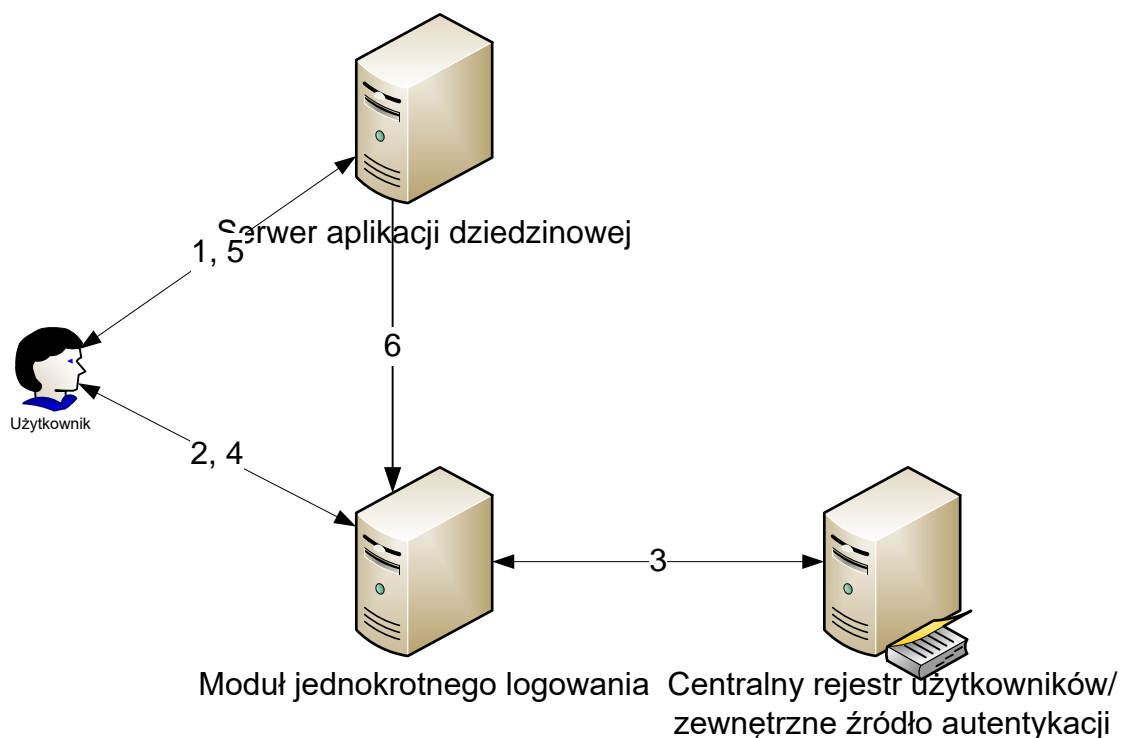 Serwer aplikacji dziedzinowej
1, 5
6
Użytkownik
2, 4
3
Moduł jednokrotnego logowania
Centralny rejestr użytkowników/
zewnętrzne źródło autentykacji